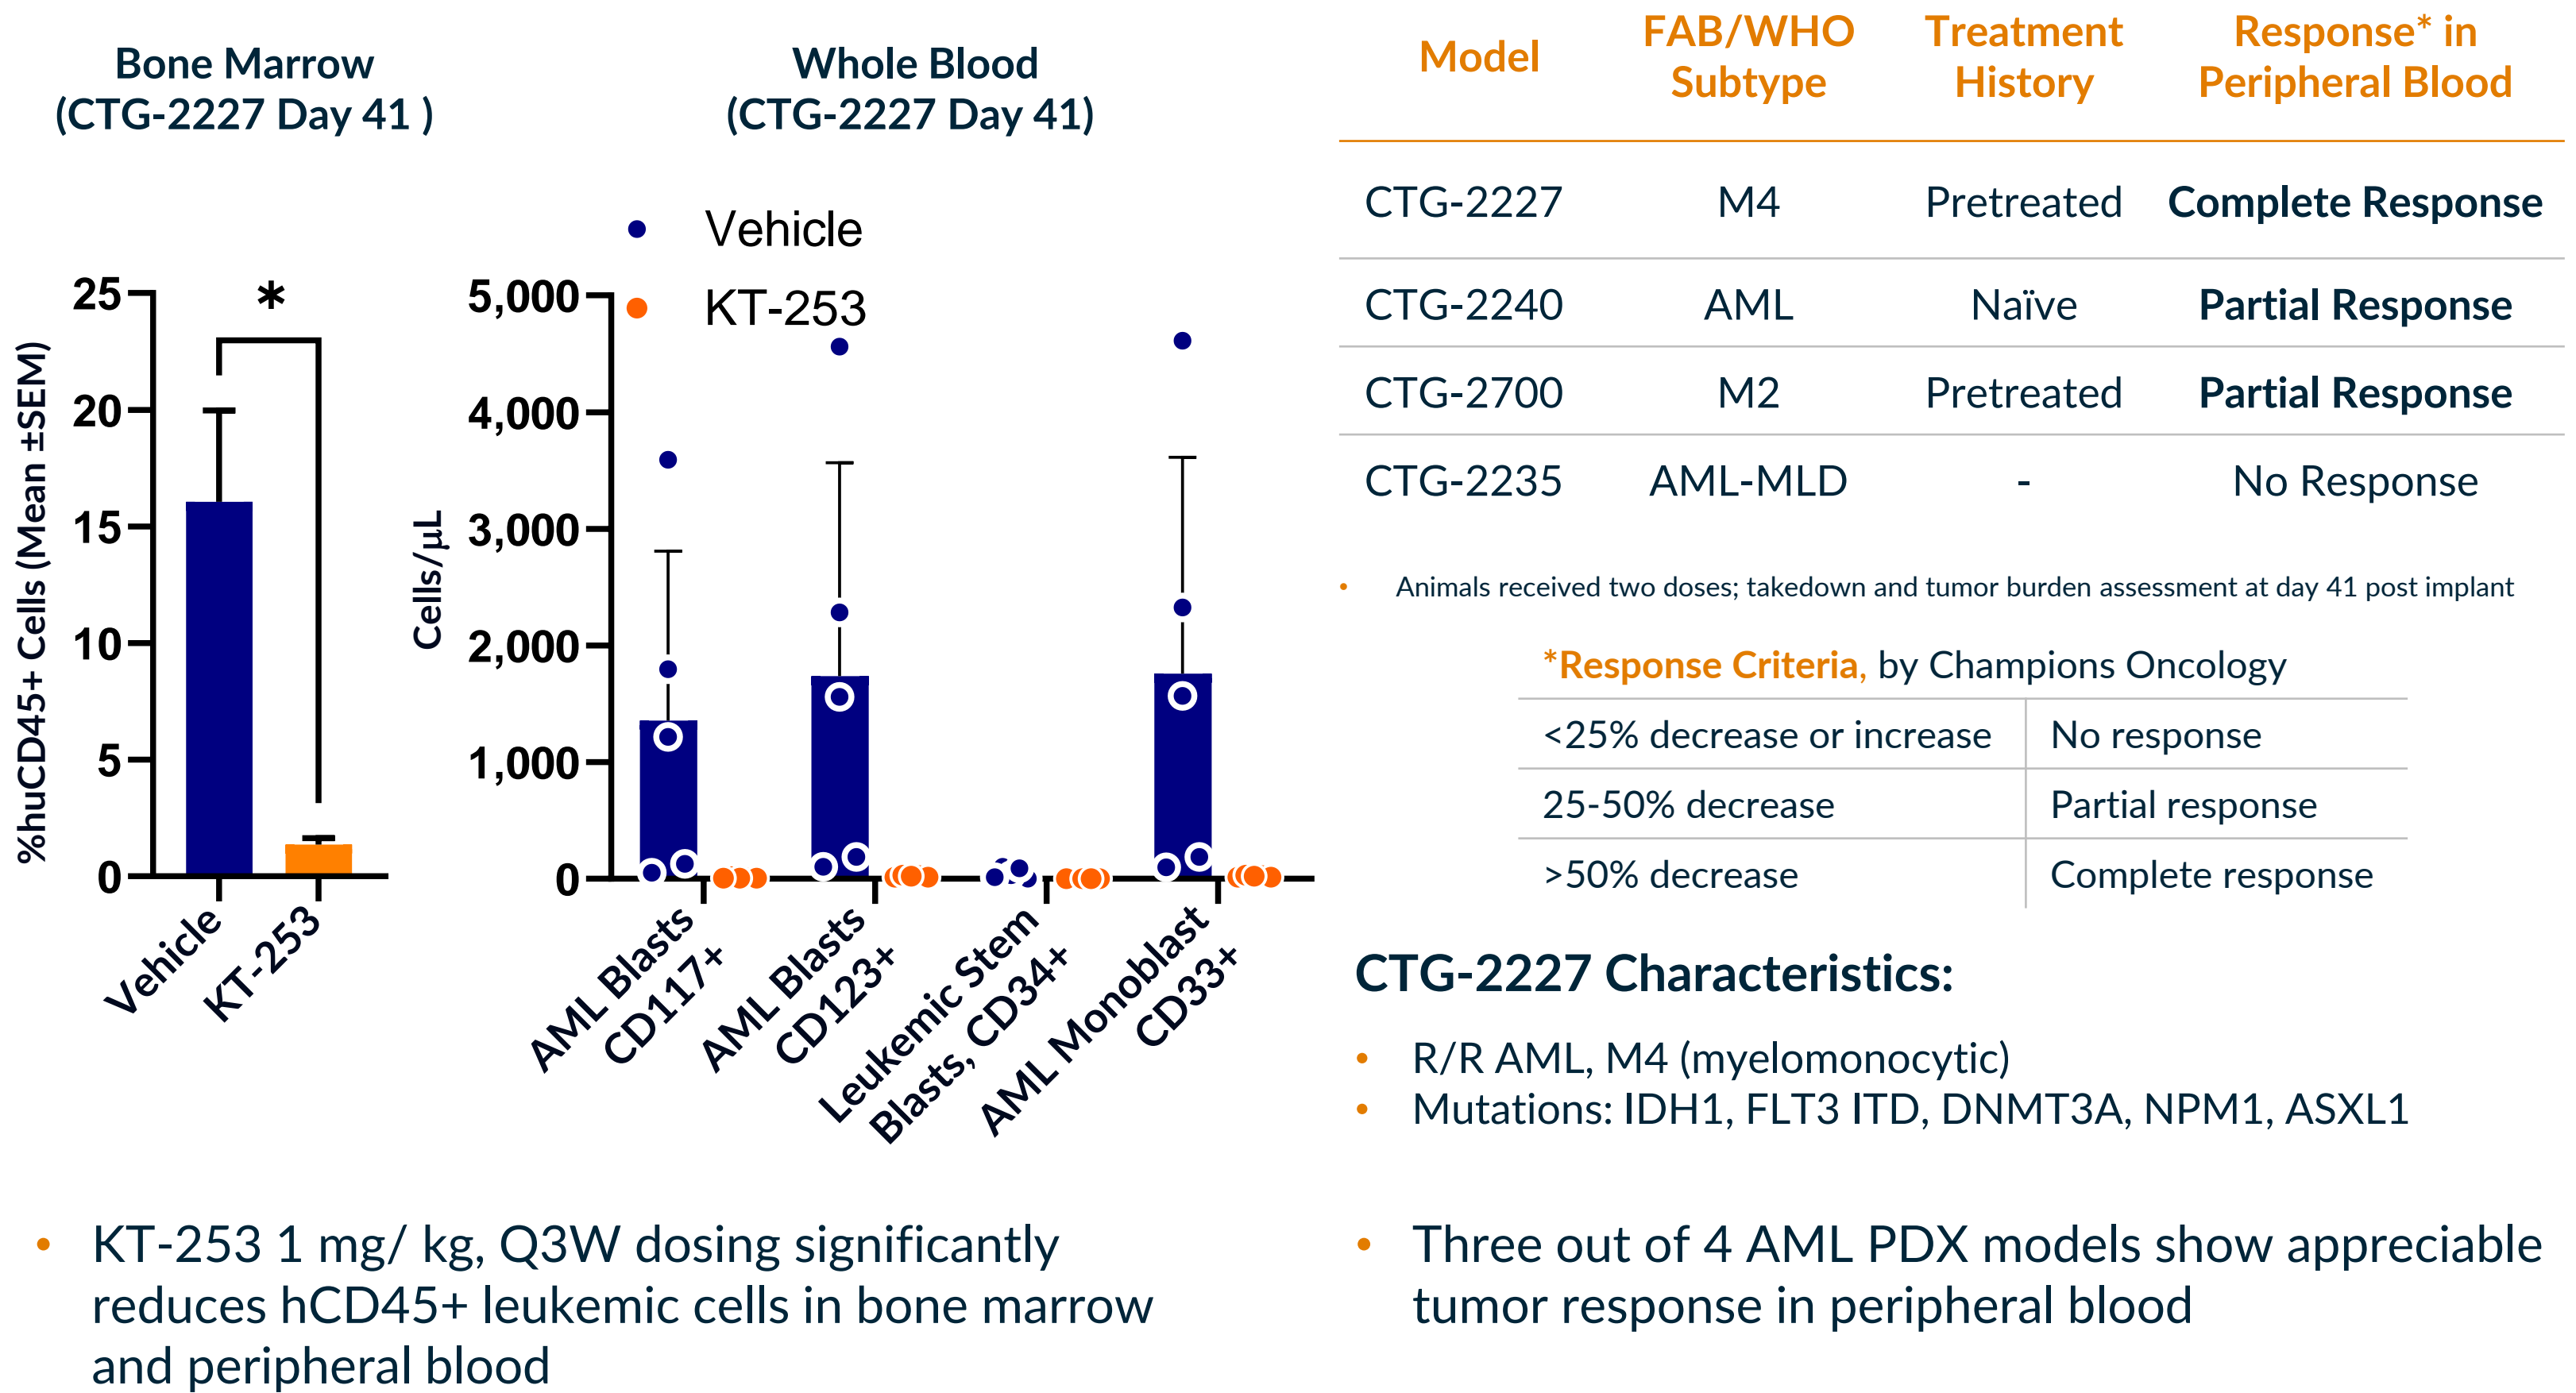 Bone Marrow
(CTG-2227 Day 41 )
%huCD45+ Cells (Mean ±SEM)
25
20
15
10
5
0
*
Vehicle
KT-253
Whole Blood
(CTG-2227 Day 41)
Vehicle
KT-253
Cells/μL
5,000
4,000
3,000
2,000
1,000
0
AML Blasts
CD117+
AML Blasts
CD123+
Leukemic Stem
Blasts, CD34+
AML Monoblast
CD33+
• KT-253 1 mg/ kg, Q3W dosing significantly
reduces hCD45+ leukemic cells in bone marrow
and peripheral blood
Model FAB/WHO Subtype Treatment History Response* in Peripheral Blood
CTG-2227 M4 Pretreated Complete Response
CTG-2240 AML Naïve Partial Response
CTG-2700 M2 Pretreated Partial Response
CTG-2235 AML-MLD - No Response
• Animals received two doses; takedown and tumor burden assessment at day 41 post implant
*Response Criteria, by Champions Oncology
<25% decrease or increase No response
25-50% decrease Partial response
>50% decrease Complete response
CTG-2227 Characteristics:
• R/R AML, M4 (myelomonocytic)
• Mutations: IDH1, FLT3 ITD, DNMT3A, NPM1, ASXL1
• Three out of 4 AML PDX models show appreciable
tumor response in peripheral blood